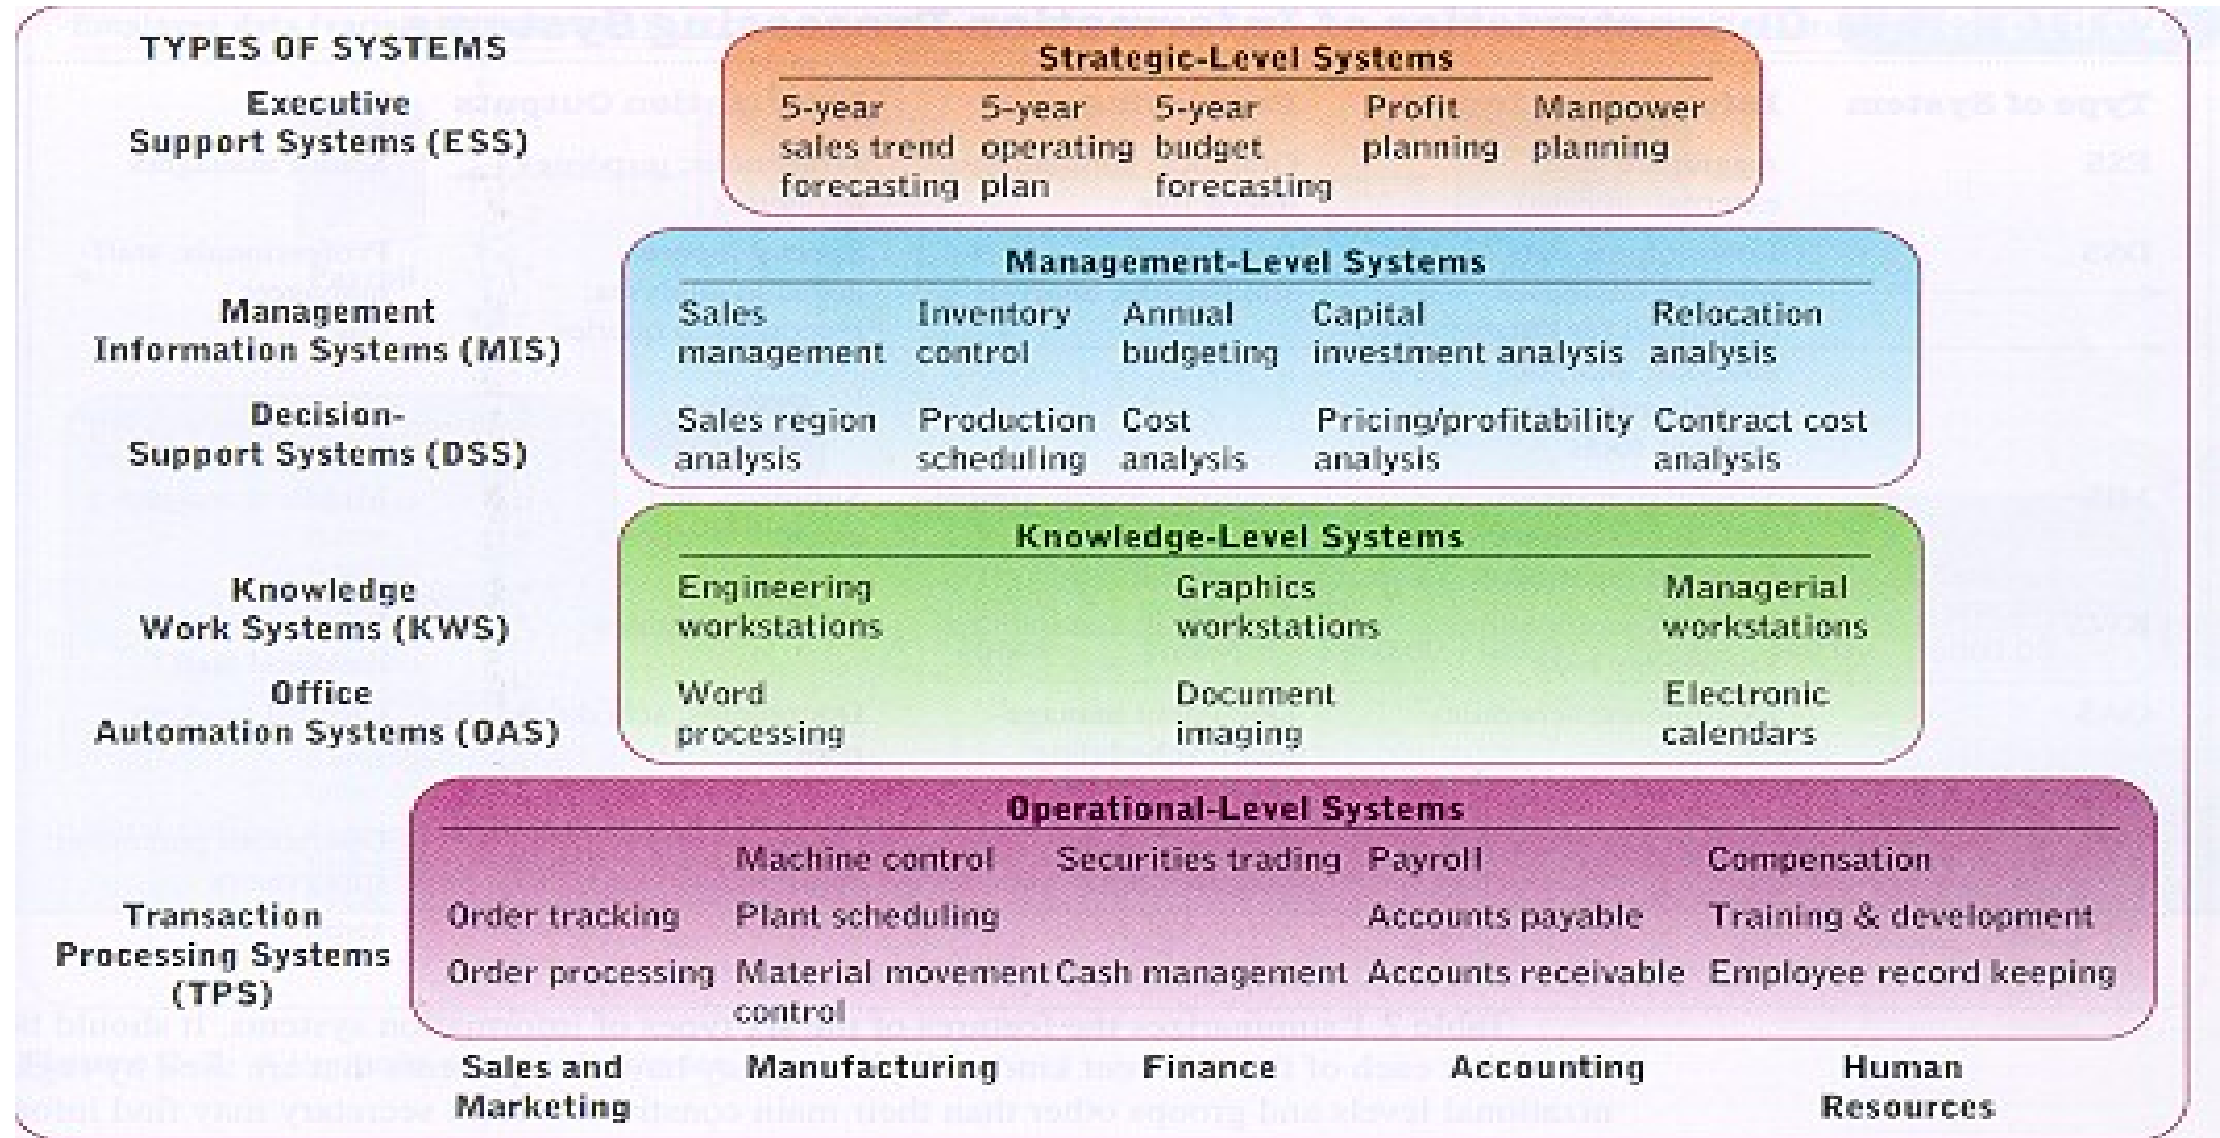 TYPES OF SYSTEMS
Executive
Support Systems (ESS)
Strategic-Level Systems
5-year 5-year 5-year Profit Manpower
sales trend operating budget planning planning
forecasting plan forecasting
Management-Level Systems
Management
Information Systems (MIS)
Sales Inventory Annual Capital Relocation
management control budgeting investment analysis analysis
Decision-
Support Systems (DSS)
Sales region Production Cost Pricing/profitability Contract cost
analysis scheduling analysis analysis analysis
Knowledge-Level Systems
Knowledge
Work Systems (KWS)
Engineering Graphics Managerial
workstations workstations workstations
Office
Automation Systems (OAS)
Word Document Electronic
processing imaging calendars
Operational-Level Systems
Transaction
Processing Systems
(TPS)
Machine control Securities trading Payroll Compensation
Order tracking Plant scheduling Accounts payable Training & development
Order processing Material movement Cash management Accounts receivable Employee record keeping
control
Sales and Manufacturing Finance Accounting Human
Marketing Resources